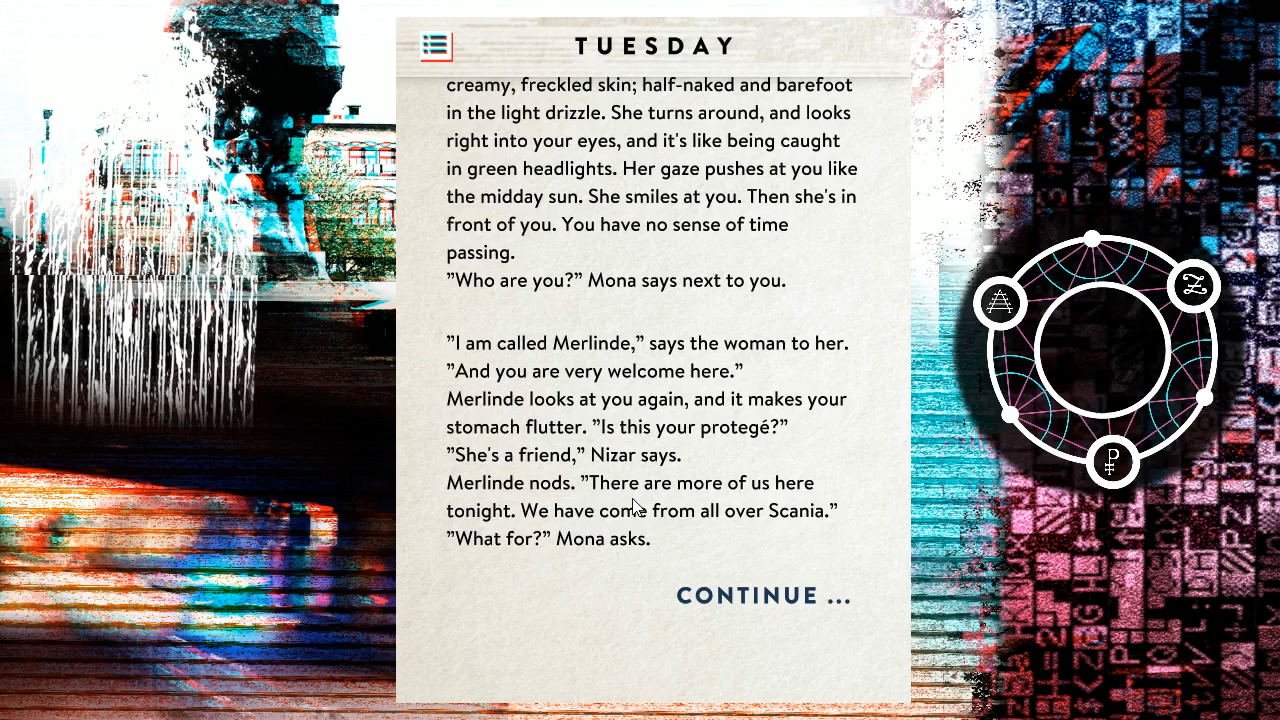 TUESDAY
creamy, freckled skin; half-naked and barefoot
in the light drizzle. She turns around, and looks
right into your eyes, and it's like being caught
in green headlights. Her gaze pushes at you like
the midday sun. She smiles at you. Then she's in
front of you. You have no sense of time
passing.
”Who are you?” Mona says next to you.
”I am called Merlinde,” says the woman to her.
”And you are very welcome here.”
Merlinde looks at you again, and it makes your
stomach flutter. ”Is this your protegé?”
”She's a friend,” Nizar says.
Merlinde nods. ”There are more of us here
tonight. We have come from all over Scania.”
”What for?” Mona asks.
CONTINUE ...